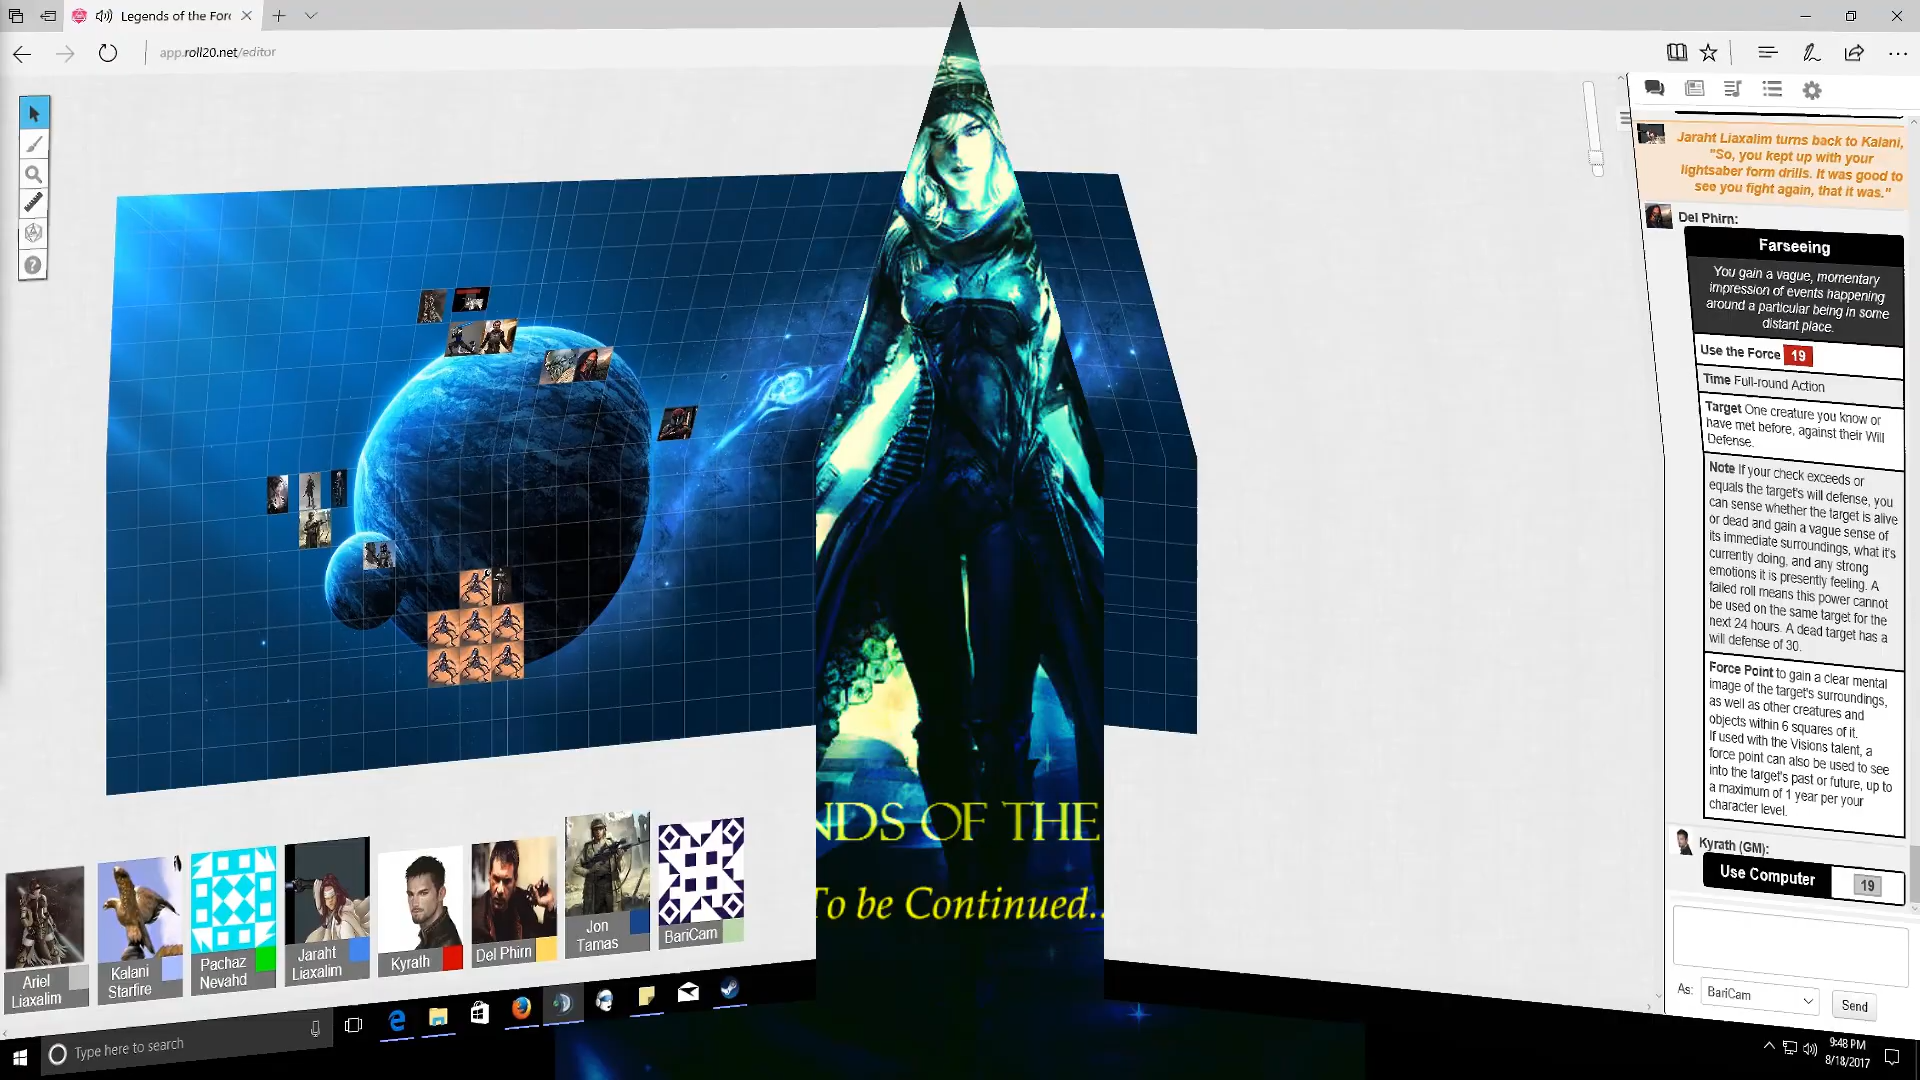 Legends of the For
app.roll20.net/editor
Jaraht Liaxalim turns back to Kalani,
"So, you kept up with your
lightsaber form drills. It was good to
see you fight again, that it was."
Del Phirn:
Farseeing
You gain a vague, momentary
impression of events happening
around a particular being in some
distant place.
Use the Force 19
Time Full-round Action
Target One creature you know or
have met before, against their Will
Defense.
Note If your check exceeds or
equals the target's will defense, you
can sense whether the target is alive
or dead and gain a vague sense of
its immediate surroundings, what it's
currently doing, and any strong
emotions it is presently feeling. A
failed roll means this power cannot
be used on the same target for the
next 24 hours. A dead target has a
will defense of 30.
Force Point to gain a clear mental
image of the target's surroundings,
as well as other creatures and
objects within 6 squares of it.
If used with the Visions talent, a
force point can also be used to see
into the target's past or future, up to
a maximum of 1 year per your
character level.
Kyrath (GM):
Use Computer 19
As: BariCam
Send
NDS OF THE
To be Continued..
Ariel
Liaxalim
Kalani
Starfire
Pachaz
Nevahd
Jaraht
Liaxalim
Kyrath
Del Phirn
Jon
Tamas
BariCam
Type here to search
9:48 PM
8/18/2017